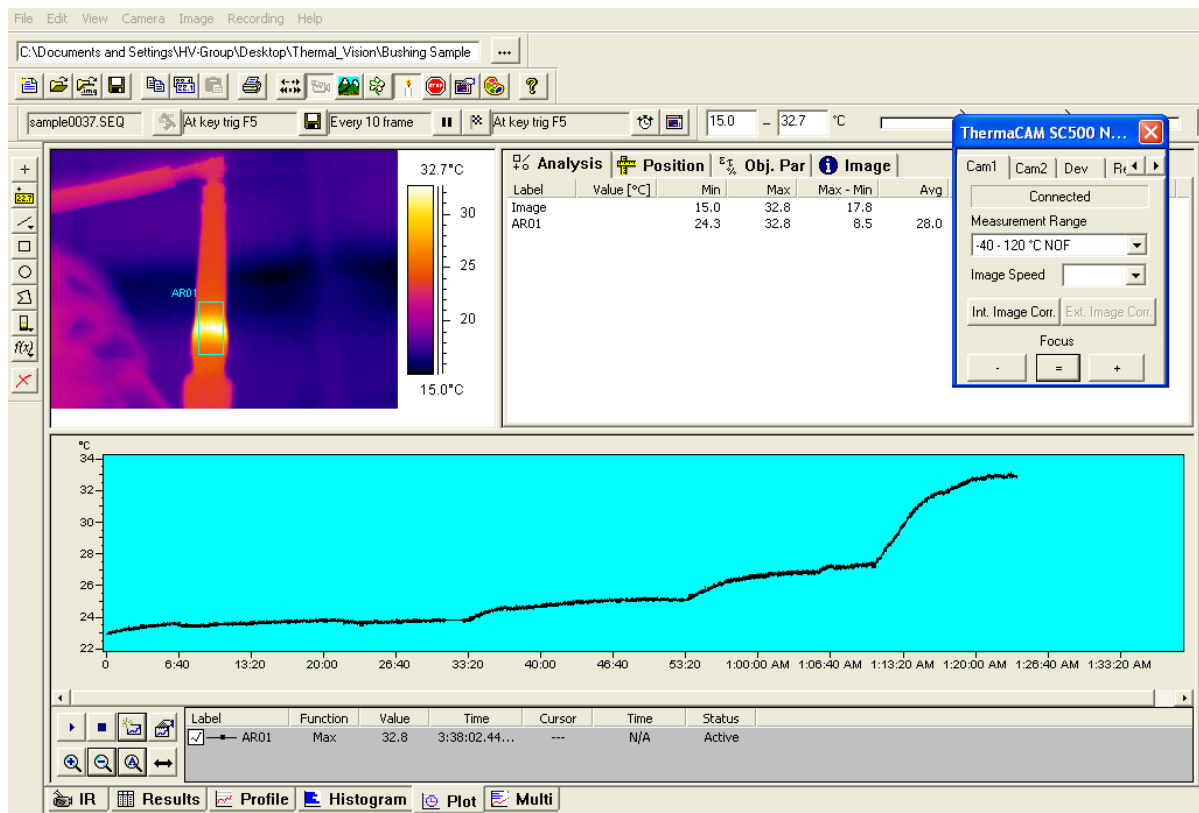 File Edit View Camera Image Recording Help
C:\Documents and Settings\HV-Group\Desktop\Thermal_Vision\Bushing Sample ...
sample0037.SEQ At key trig F5 Every 10 frame At key trig F5 15.0 – 32.7 °C
ThermaCAM SC500 N...
Cam1 Cam2 Dev
Connected
Measurement Range
-40 - 120 °C NOF
Image Speed
Int. Image Corr. Ext. Image Corr.
Focus
- = +
22.7
f(x)
32.7°C
30
25
20
15.0°C
AR01
Analysis Position Obj. Par Image
Label Value [°C] Min Max Max - Min Avg
Image 15.0 32.8 17.8
AR01 24.3 32.8 8.5 28.0
°C
34
32
30
28
26
24
22
0 6:40 13:20 20:00 26:40 33:20 40:00 46:40 53:20 1:00:00 AM 1:06:40 AM 1:13:20 AM 1:20:00 AM 1:26:40 AM 1:33:20 AM
Label Function Value Time Cursor Time Status
AR01 Max 32.8 3:38:02.44... --- N/A Active
IR Results Profile Histogram Plot Multi